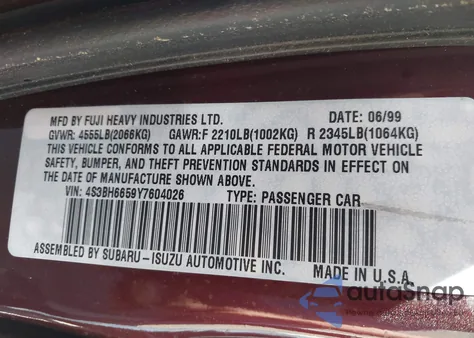 MFD BY FUJI HEAVY INDUSTRIES LTD. DATE: 06/99
GVWR: 4555LB(2066KG) GAWR:F 2210LB(1002KG) R 2345LB(1064KG)
THIS VEHICLE CONFORMS TO ALL APPLICABLE FEDERAL MOTOR VEHICLE
SAFETY, BUMPER, AND THEFT PREVENTION STANDARDS IN EFFECT ON
THE DATE OF MANUFACTURE SHOWN ABOVE.
VIN: 4S3BH6659Y7604026 TYPE: PASSENGER CAR
ASSEMBLED BY SUBARU-ISUZU AUTOMOTIVE INC. MADE IN U.S.A
autoSnap